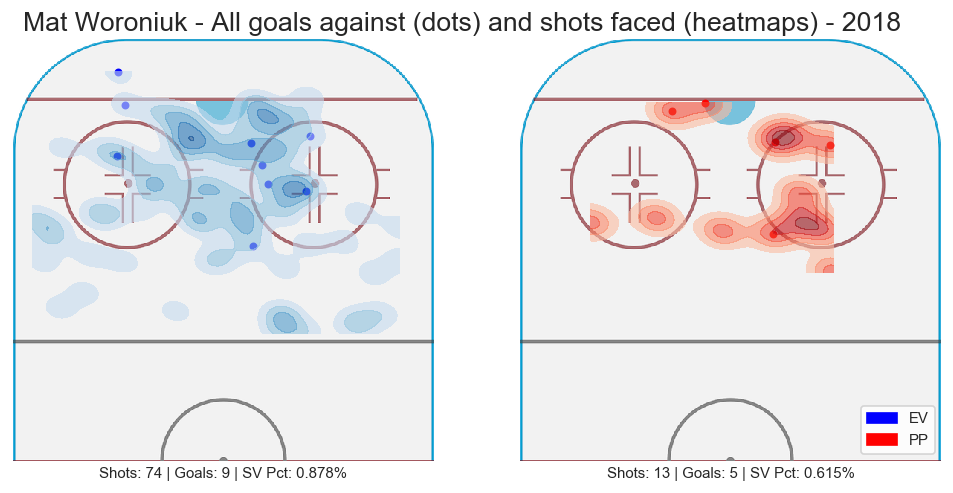 Mat Woroniuk - All goals against (dots) and shots faced (heatmaps) - 2018
EV
PP
Shots: 74 | Goals: 9 | SV Pct: 0.878%
Shots: 13 | Goals: 5 | SV Pct: 0.615%